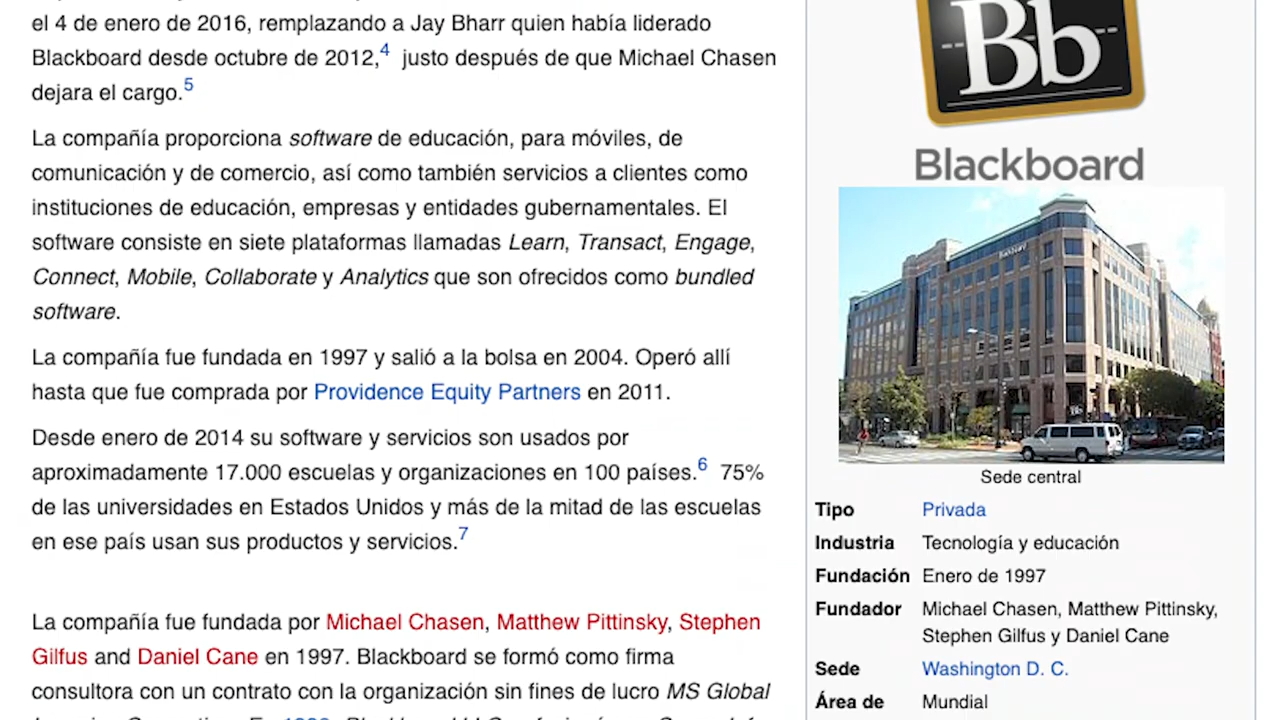 el 4 de enero de 2016, remplazando a Jay Bharr quien había liderado
Blackboard desde octubre de 2012,4 justo después de que Michael Chasen
dejara el cargo.5
La compañía proporciona software de educación, para móviles, de
comunicación y de comercio, así como también servicios a clientes como
instituciones de educación, empresas y entidades gubernamentales. El
software consiste en siete plataformas llamadas Learn, Transact, Engage,
Connect, Mobile, Collaborate y Analytics que son ofrecidos como bundled
software.
La compañía fue fundada en 1997 y salió a la bolsa en 2004. Operó allí
hasta que fue comprada por Providence Equity Partners en 2011.
Desde enero de 2014 su software y servicios son usados por
aproximadamente 17.000 escuelas y organizaciones en 100 países.6 75%
de las universidades en Estados Unidos y más de la mitad de las escuelas
en ese país usan sus productos y servicios.7
La compañía fue fundada por Michael Chasen, Matthew Pittinsky, Stephen
Gilfus and Daniel Cane en 1997. Blackboard se formó como firma
consultora con un contrato con la organización sin fines de lucro MS Global
Bb
Blackboard
Sede central
Tipo Privada
Industria Tecnología y educación
Fundación Enero de 1997
Fundador Michael Chasen, Matthew Pittinsky,
Stephen Gilfus y Daniel Cane
Sede Washington D. C.
Área de Mundial